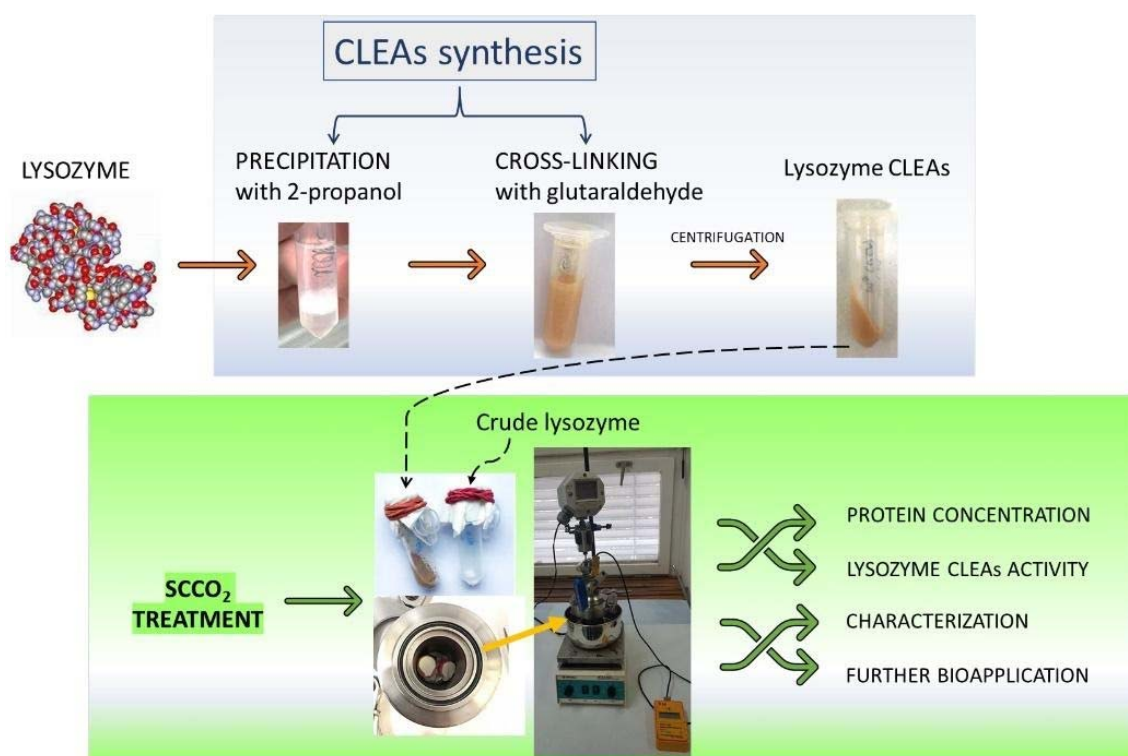 CLEAs synthesis
LYSOZYME
PRECIPITATION
with 2-propanol
CROSS-LINKING
with glutaraldehyde
CENTRIFUGATION
Lysozyme CLEAs
Crude lysozyme
SCCO₂
TREATMENT
PROTEIN CONCENTRATION
LYSOZYME CLEAs ACTIVITY
CHARACTERIZATION
FURTHER BIOAPPLICATION